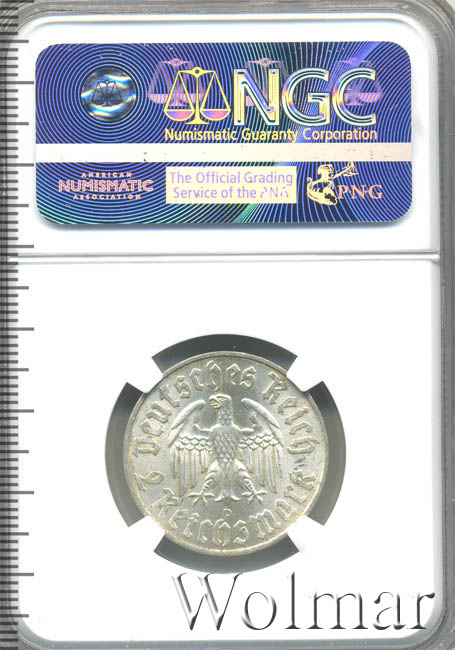 NGC
Numismatic Guaranty Corporation
AMERICAN
NUMISMATIC
ASSOCIATION
The Official Grading
Service of the ANA
PNG
Deutsches Reich
2 Reichsmark
D
Wolmar